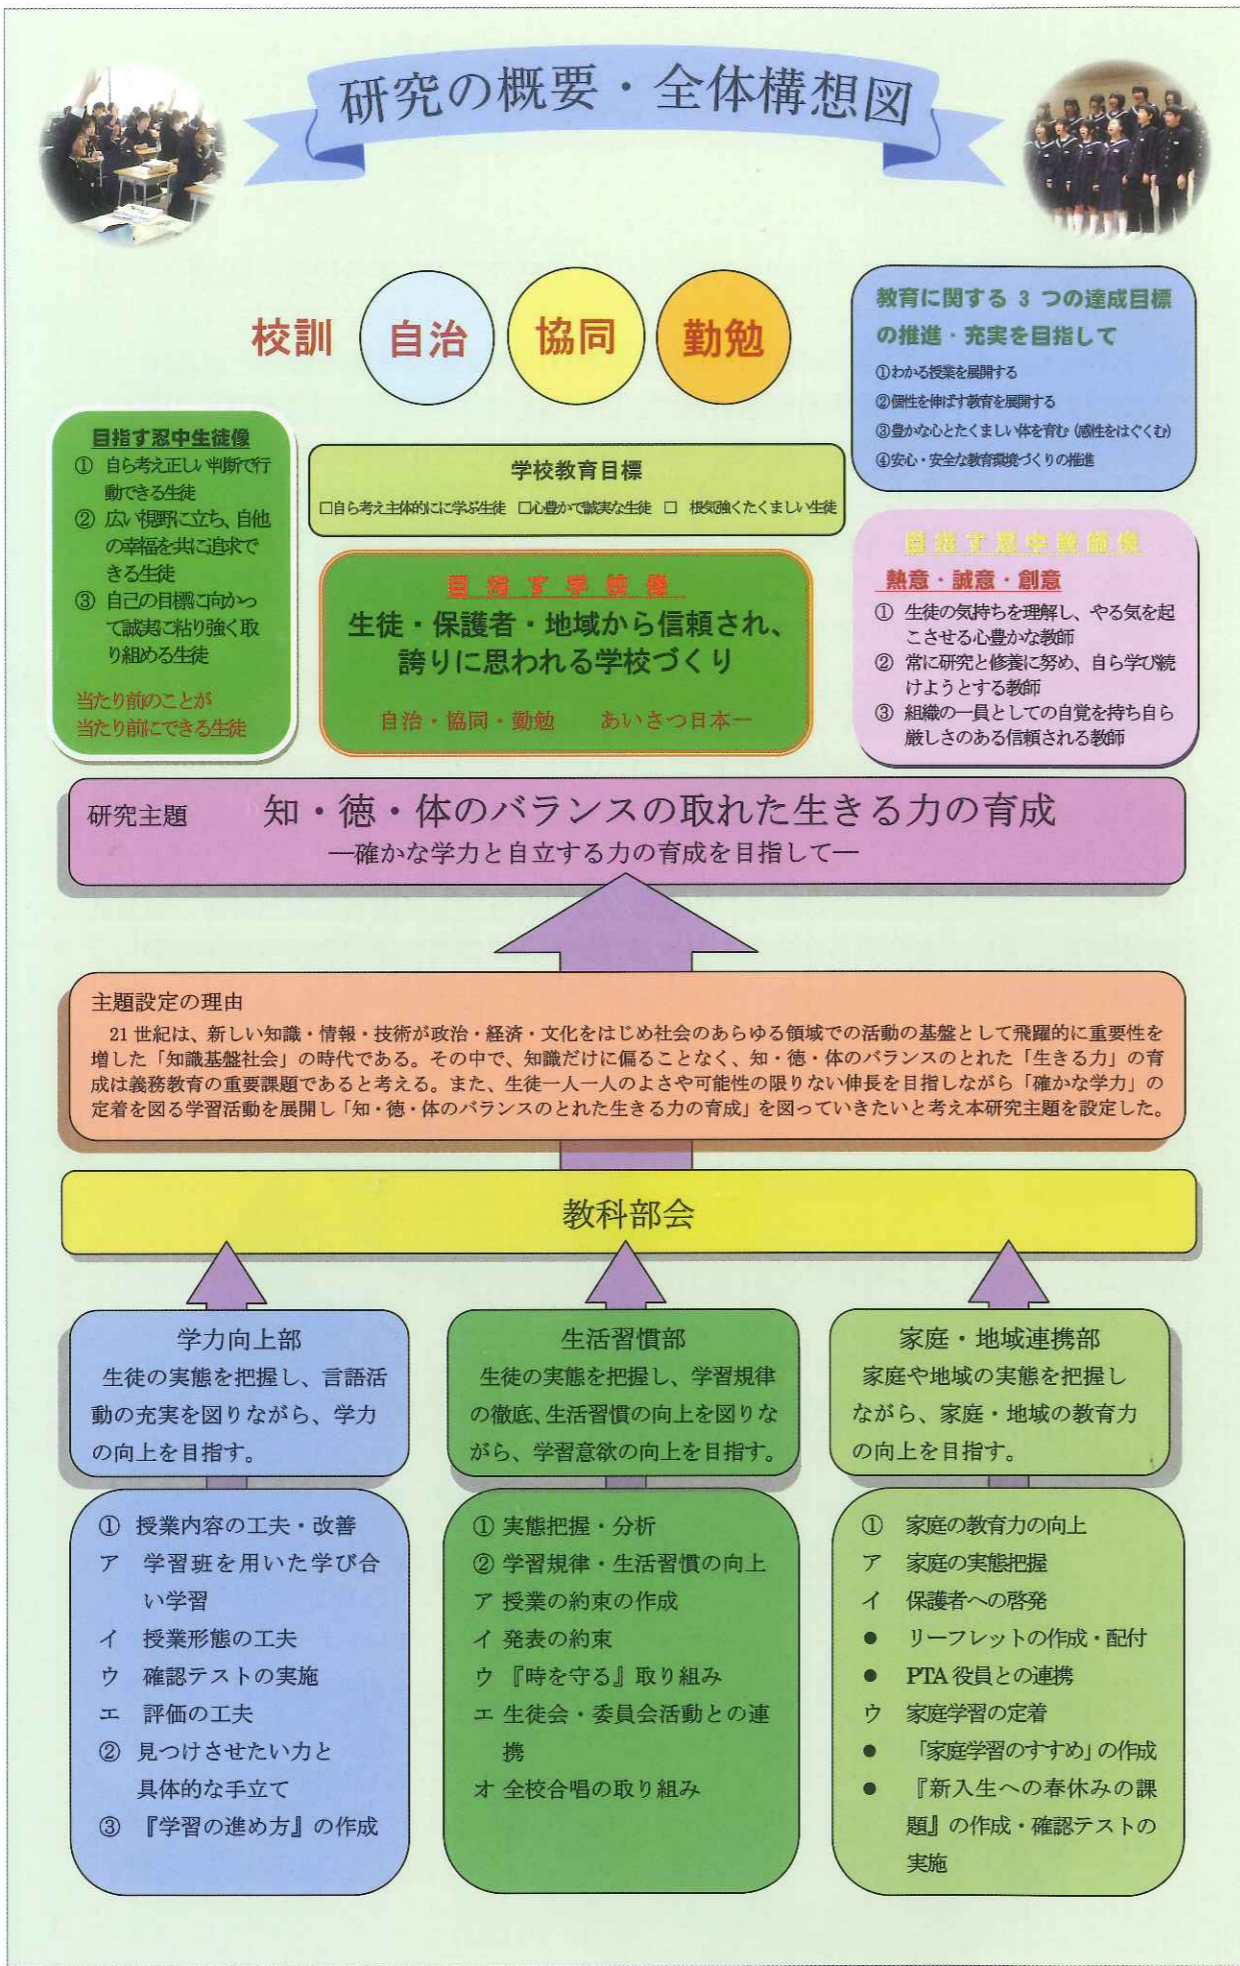 研究の概要・全体構想図
校訓
自治
協同
勤勉
教育に関する 3 つの達成目標
の推進・充実を目指して
①わかる授業を展開する
②個性を伸ばす教育を展開する
③豊かな心とたくましい体を育む（感性をはぐくむ）
④安心・安全な教育環境づくりの推進
目指す忍中生徒像
① 自ら考え正しい判断で行
動できる生徒
② 広い視野に立ち、自他
の幸福を共に追求で
きる生徒
③ 自己の目標に向かっ
て誠実に粘り強く取
り組める生徒
当たり前のことが
当たり前にできる生徒
学校教育目標
□自ら考え主体的にに学ぶ生徒 □心豊かで誠実な生徒 □ 根気強くたくましい生徒
目指す学校像
生徒・保護者・地域から信頼され、
誇りに思われる学校づくり
自治・協同・勤勉 あいさつ日本一
目指す忍中教師像
熱意・誠意・創意
① 生徒の気持ちを理解し、やる気を起
こさせる心豊かな教師
② 常に研究と修養に努め、自ら学び続
けようとする教師
③ 組織の一員としての自覚を持ち自ら
厳しさのある信頼される教師
研究主題 知・徳・体のバランスの取れた生きる力の育成
―確かな学力と自立する力の育成を目指して―
主題設定の理由
21 世紀は、新しい知識・情報・技術が政治・経済・文化をはじめ社会のあらゆる領域での活動の基盤として飛躍的に重要性を
増した「知識基盤社会」の時代である。その中で、知識だけに偏ることなく、知・徳・体のバランスのとれた「生きる力」の育
成は義務教育の重要課題であると考える。また、生徒一人一人のよさや可能性の限りない伸長を目指しながら「確かな学力」の
定着を図る学習活動を展開し「知・徳・体のバランスのとれた生きる力の育成」を図っていきたいと考え本研究主題を設定した。
教科部会
学力向上部
生徒の実態を把握し、言語活
動の充実を図りながら、学力
の向上を目指す。
① 授業内容の工夫・改善
ア 学習班を用いた学び合
い学習
イ 授業形態の工夫
ウ 確認テストの実施
エ 評価の工夫
② 見つけさせたい力と
具体的な手立て
③ 『学習の進め方』の作成
生活習慣部
生徒の実態を把握し、学習規律
の徹底、生活習慣の向上を図りな
がら、学習意欲の向上を目指す。
① 実態把握・分析
② 学習規律・生活習慣の向上
ア 授業の約束の作成
イ 発表の約束
ウ 『時を守る』取り組み
エ 生徒会・委員会活動との連
携
オ 全校合唱の取り組み
家庭・地域連携部
家庭や地域の実態を把握し
ながら、家庭・地域の教育力
の向上を目指す。
① 家庭の教育力の向上
ア 家庭の実態把握
イ 保護者への啓発
● リーフレットの作成・配付
● PTA 役員との連携
ウ 家庭学習の定着
● 「家庭学習のすすめ」の作成
● 『新入生への春休みの課
題』の作成・確認テストの
実施